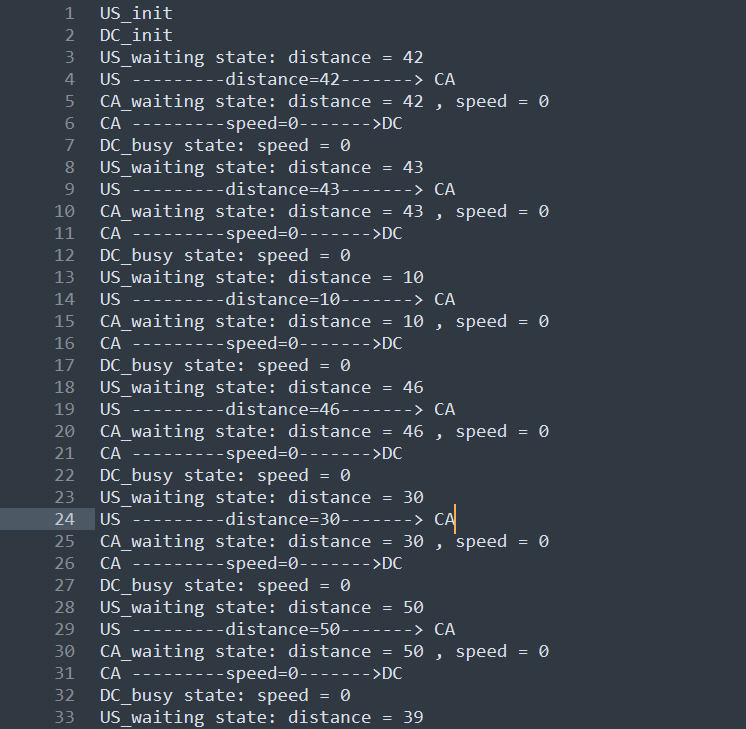 1 US_init
2 DC_init
3 US_waiting state: distance = 42
4 US ---------distance=42-------> CA
5 CA_waiting state: distance = 42 , speed = 0
6 CA ---------speed=0------->DC
7 DC_busy state: speed = 0
8 US_waiting state: distance = 43
9 US ---------distance=43-------> CA
10 CA_waiting state: distance = 43 , speed = 0
11 CA ---------speed=0------->DC
12 DC_busy state: speed = 0
13 US_waiting state: distance = 10
14 US ---------distance=10-------> CA
15 CA_waiting state: distance = 10 , speed = 0
16 CA ---------speed=0------->DC
17 DC_busy state: speed = 0
18 US_waiting state: distance = 46
19 US ---------distance=46-------> CA
20 CA_waiting state: distance = 46 , speed = 0
21 CA ---------speed=0------->DC
22 DC_busy state: speed = 0
23 US_waiting state: distance = 30
24 US ---------distance=30-------> CA
25 CA_waiting state: distance = 30 , speed = 0
26 CA ---------speed=0------->DC
27 DC_busy state: speed = 0
28 US_waiting state: distance = 50
29 US ---------distance=50-------> CA
30 CA_waiting state: distance = 50 , speed = 0
31 CA ---------speed=0------->DC
32 DC_busy state: speed = 0
33 US_waiting state: distance = 39